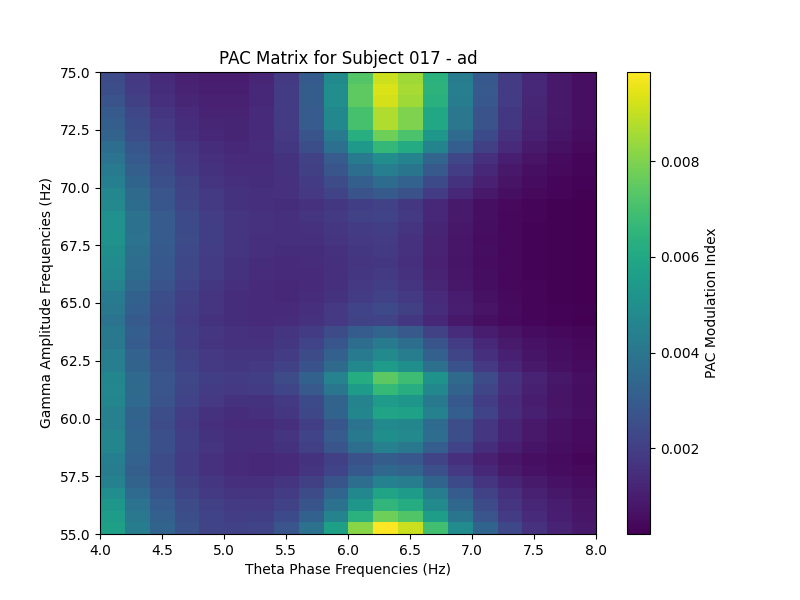 PAC Matrix for Subject 017 - ad
75.0
72.5
70.0
67.5
65.0
62.5
60.0
57.5
55.0
Gamma Amplitude Frequencies (Hz)
4.0 4.5 5.0 5.5 6.0 6.5 7.0 7.5 8.0
Theta Phase Frequencies (Hz)
0.008
0.006
0.004
0.002
PAC Modulation Index